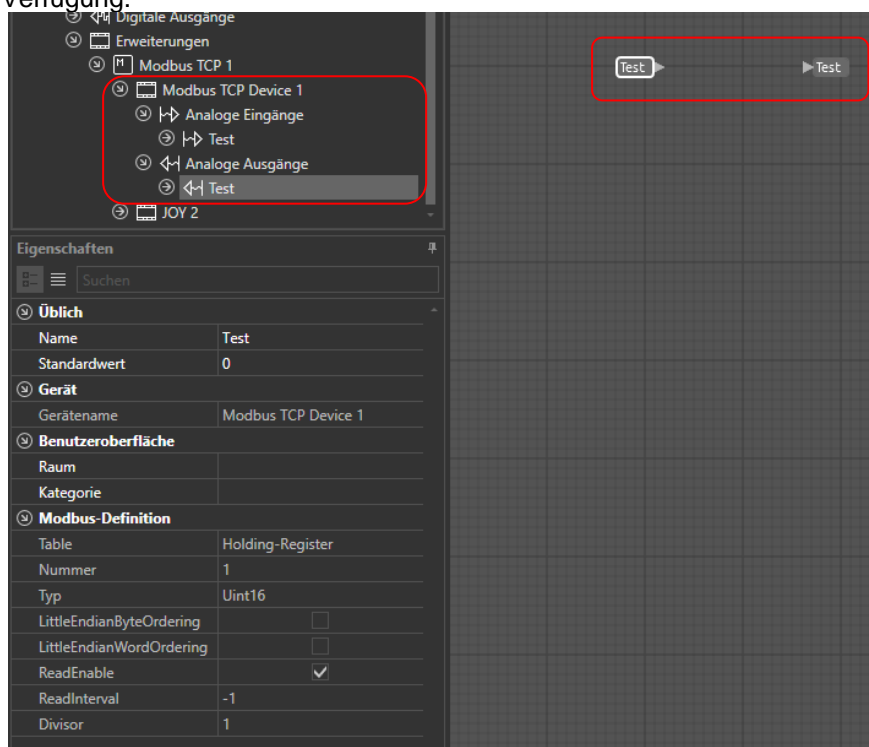 Verfügung.
Digitale Ausgänge
Erweiterungen
Modbus TCP 1
Modbus TCP Device 1
Analoge Eingänge
Test
Analoge Ausgänge
Test
JOY 2
Test
Test
Eigenschaften
Suchen
Üblich
Name Test
Standardwert 0
Gerät
Gerätename Modbus TCP Device 1
Benutzeroberfläche
Raum
Kategorie
Modbus-Definition
Table Holding-Register
Nummer 1
Typ Uint16
LittleEndianByteOrdering
LittleEndianWordOrdering
ReadEnable
ReadInterval -1
Divisor 1